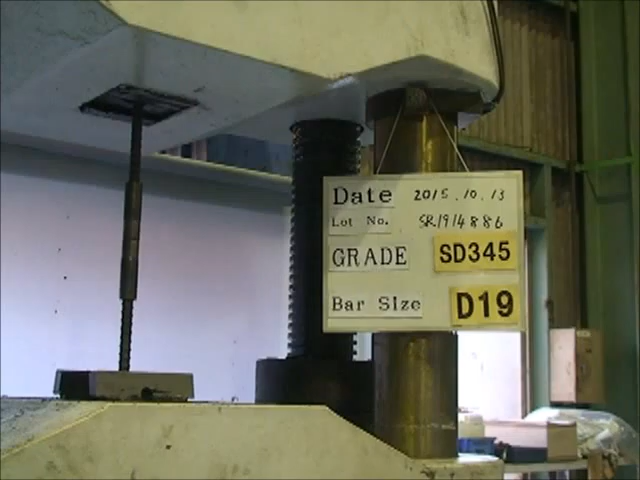 Date 2015.10.13
Lot No. SR1914886
GRADE SD345
Bar SIze D19